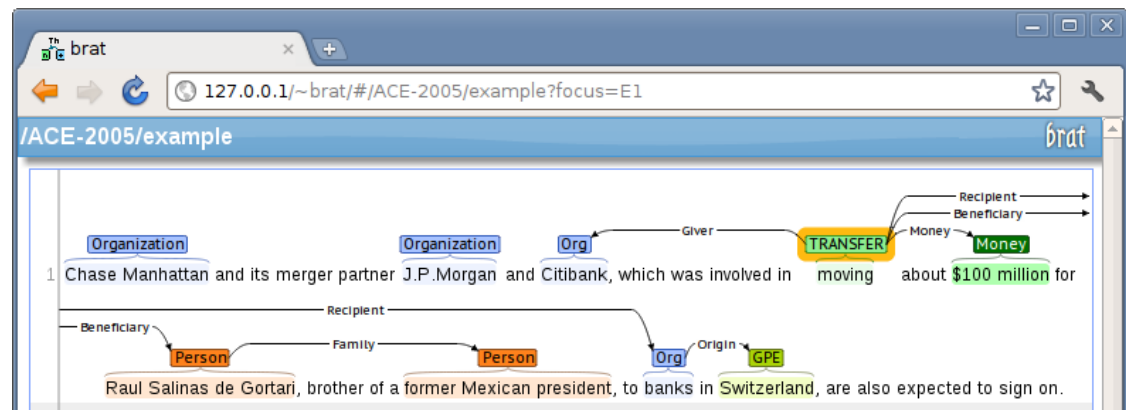 brat
127.0.0.1/~brat/#/ACE-2005/example?focus=E1
/ACE-2005/example brat
Recipient
Beneficiary
Organization Organization Org Giver TRANSFER Money Money
1 Chase Manhattan and its merger partner J.P.Morgan and Citibank, which was involved in moving about $100 million for
Recipient
Beneficiary Family Origin
Person Person Org GPE
Raul Salinas de Gortari, brother of a former Mexican president, to banks in Switzerland, are also expected to sign on.